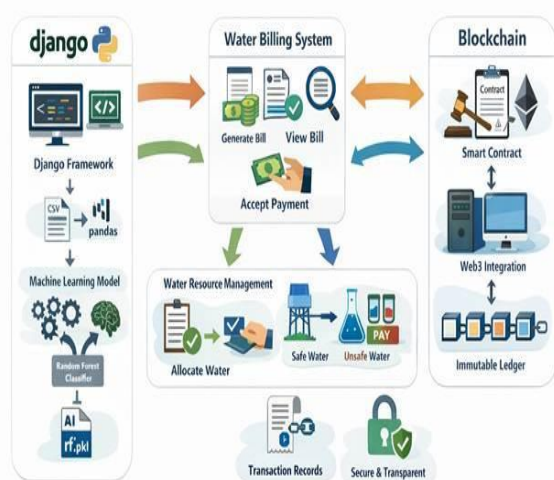 django
Django Framework
CSV
pandas
Machine Learning Model
Random Forest
Classifier
AI
rf.pkl
Water Billing System
Generate Bill
View Bill
Accept Payment
Water Resource Management
Allocate Water
Safe Water
PAY
Unsafe Water
Transaction Records
Secure & Transparent
Blockchain
Contract
Smart Contract
Web3 Integration
Immutable Ledger